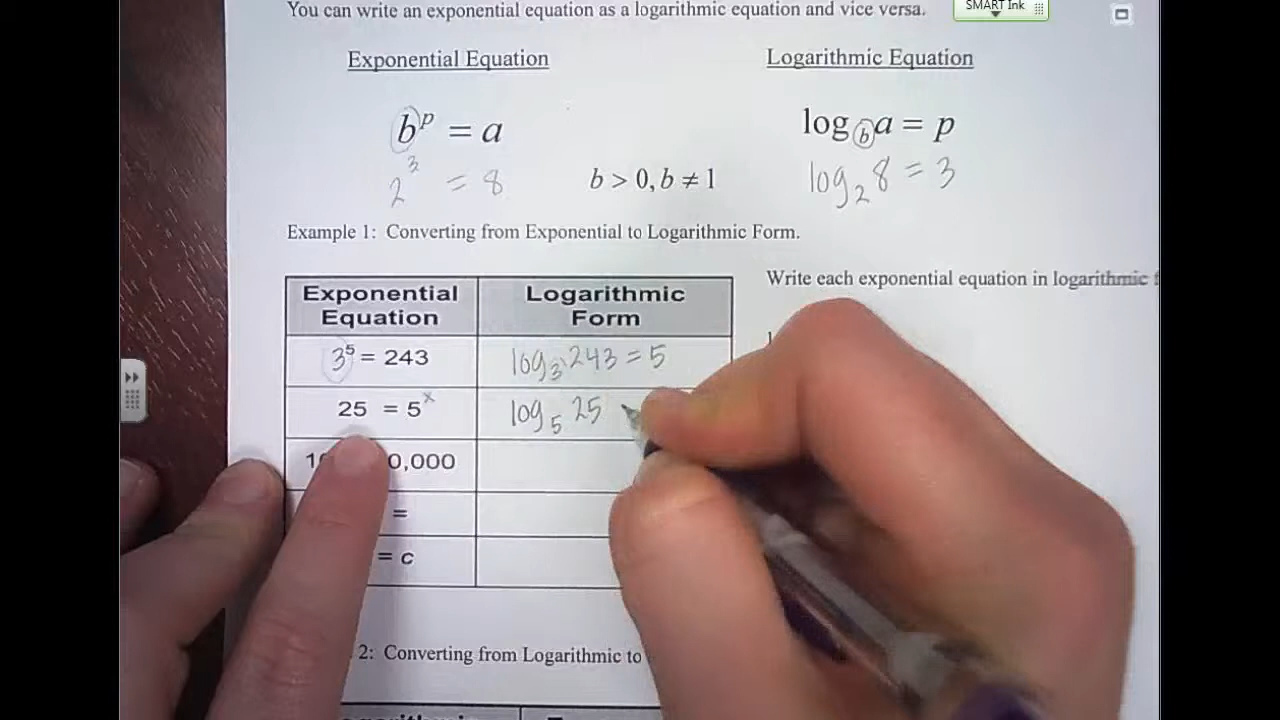 You can write an exponential equation as a logarithmic equation and vice versa.
SMART Ink
Exponential Equation
Logarithmic Equation
b^p = a
log_b a = p
2^3 = 8
b > 0, b ≠ 1
log_2 8 = 3
Example 1: Converting from Exponential to Logarithmic Form.
Write each exponential equation in logarithmic
Exponential Equation
Logarithmic Form
3^5 = 243
log_3 243 = 5
25 = 5^x
log_5 25
0,000
=
= c
2: Converting from Logarithmic to